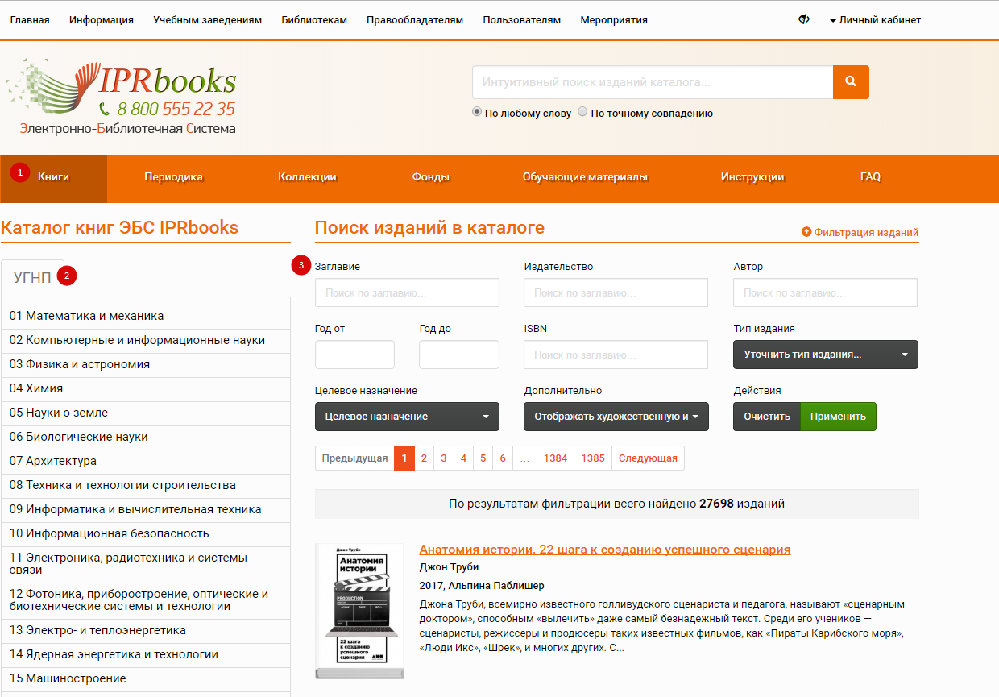 Главная Информация Учебным заведениям Библиотекам Правообладателям Пользователям Мероприятия Личный кабинет
IPRbooks
8 800 555 22 35
Электронно-Библиотечная Система
Интуитивный поиск изданий каталога...
По любому слову По точному совпадению
1 Книги Периодика Коллекции Фонды Обучающие материалы Инструкции FAQ
Каталог книг ЭБС IPRbooks
УГНП 2
01 Математика и механика
02 Компьютерные и информационные науки
03 Физика и астрономия
04 Химия
05 Науки о земле
06 Биологические науки
07 Архитектура
08 Техника и технологии строительства
09 Информатика и вычислительная техника
10 Информационная безопасность
11 Электроника, радиотехника и системы
связи
12 Фотоника, приборостроение, оптические и
биотехнические системы и технологии
13 Электро- и теплоэнергетика
14 Ядерная энергетика и технологии
15 Машиностроение
Поиск изданий в каталоге Фильтрация изданий
3 Заглавие Издательство Автор
Поиск по заглавию... Поиск по заглавию... Поиск по заглавию...
Год от Год до ISBN Тип издания
Поиск по заглавию... Уточнить тип издания...
Целевое назначение Дополнительно Действия
Целевое назначение Отображать художественную и Очистить Применить
Предыдущая 1 2 3 4 5 6 ... 1384 1385 Следующая
По результатам фильтрации всего найдено 27698 изданий
Джон Труби
Анатомия
истории
PRODUCTION
SCENE TAKE ROLL
22 шага
к созданию
успешного
сценария
Анатомия истории. 22 шага к созданию успешного сценария
Джон Труби
2017, Альпина Паблишер
Джона Труби, всемирно известного голливудского сценариста и педагога, называют «сценарным
доктором», способным «вылечить» даже самый безнадежный текст. Среди его учеников —
сценаристы, режиссеры и продюсеры таких известных фильмов, как «Пираты Карибского моря»,
«Люди Икс», «Шрек», и многих других. С...